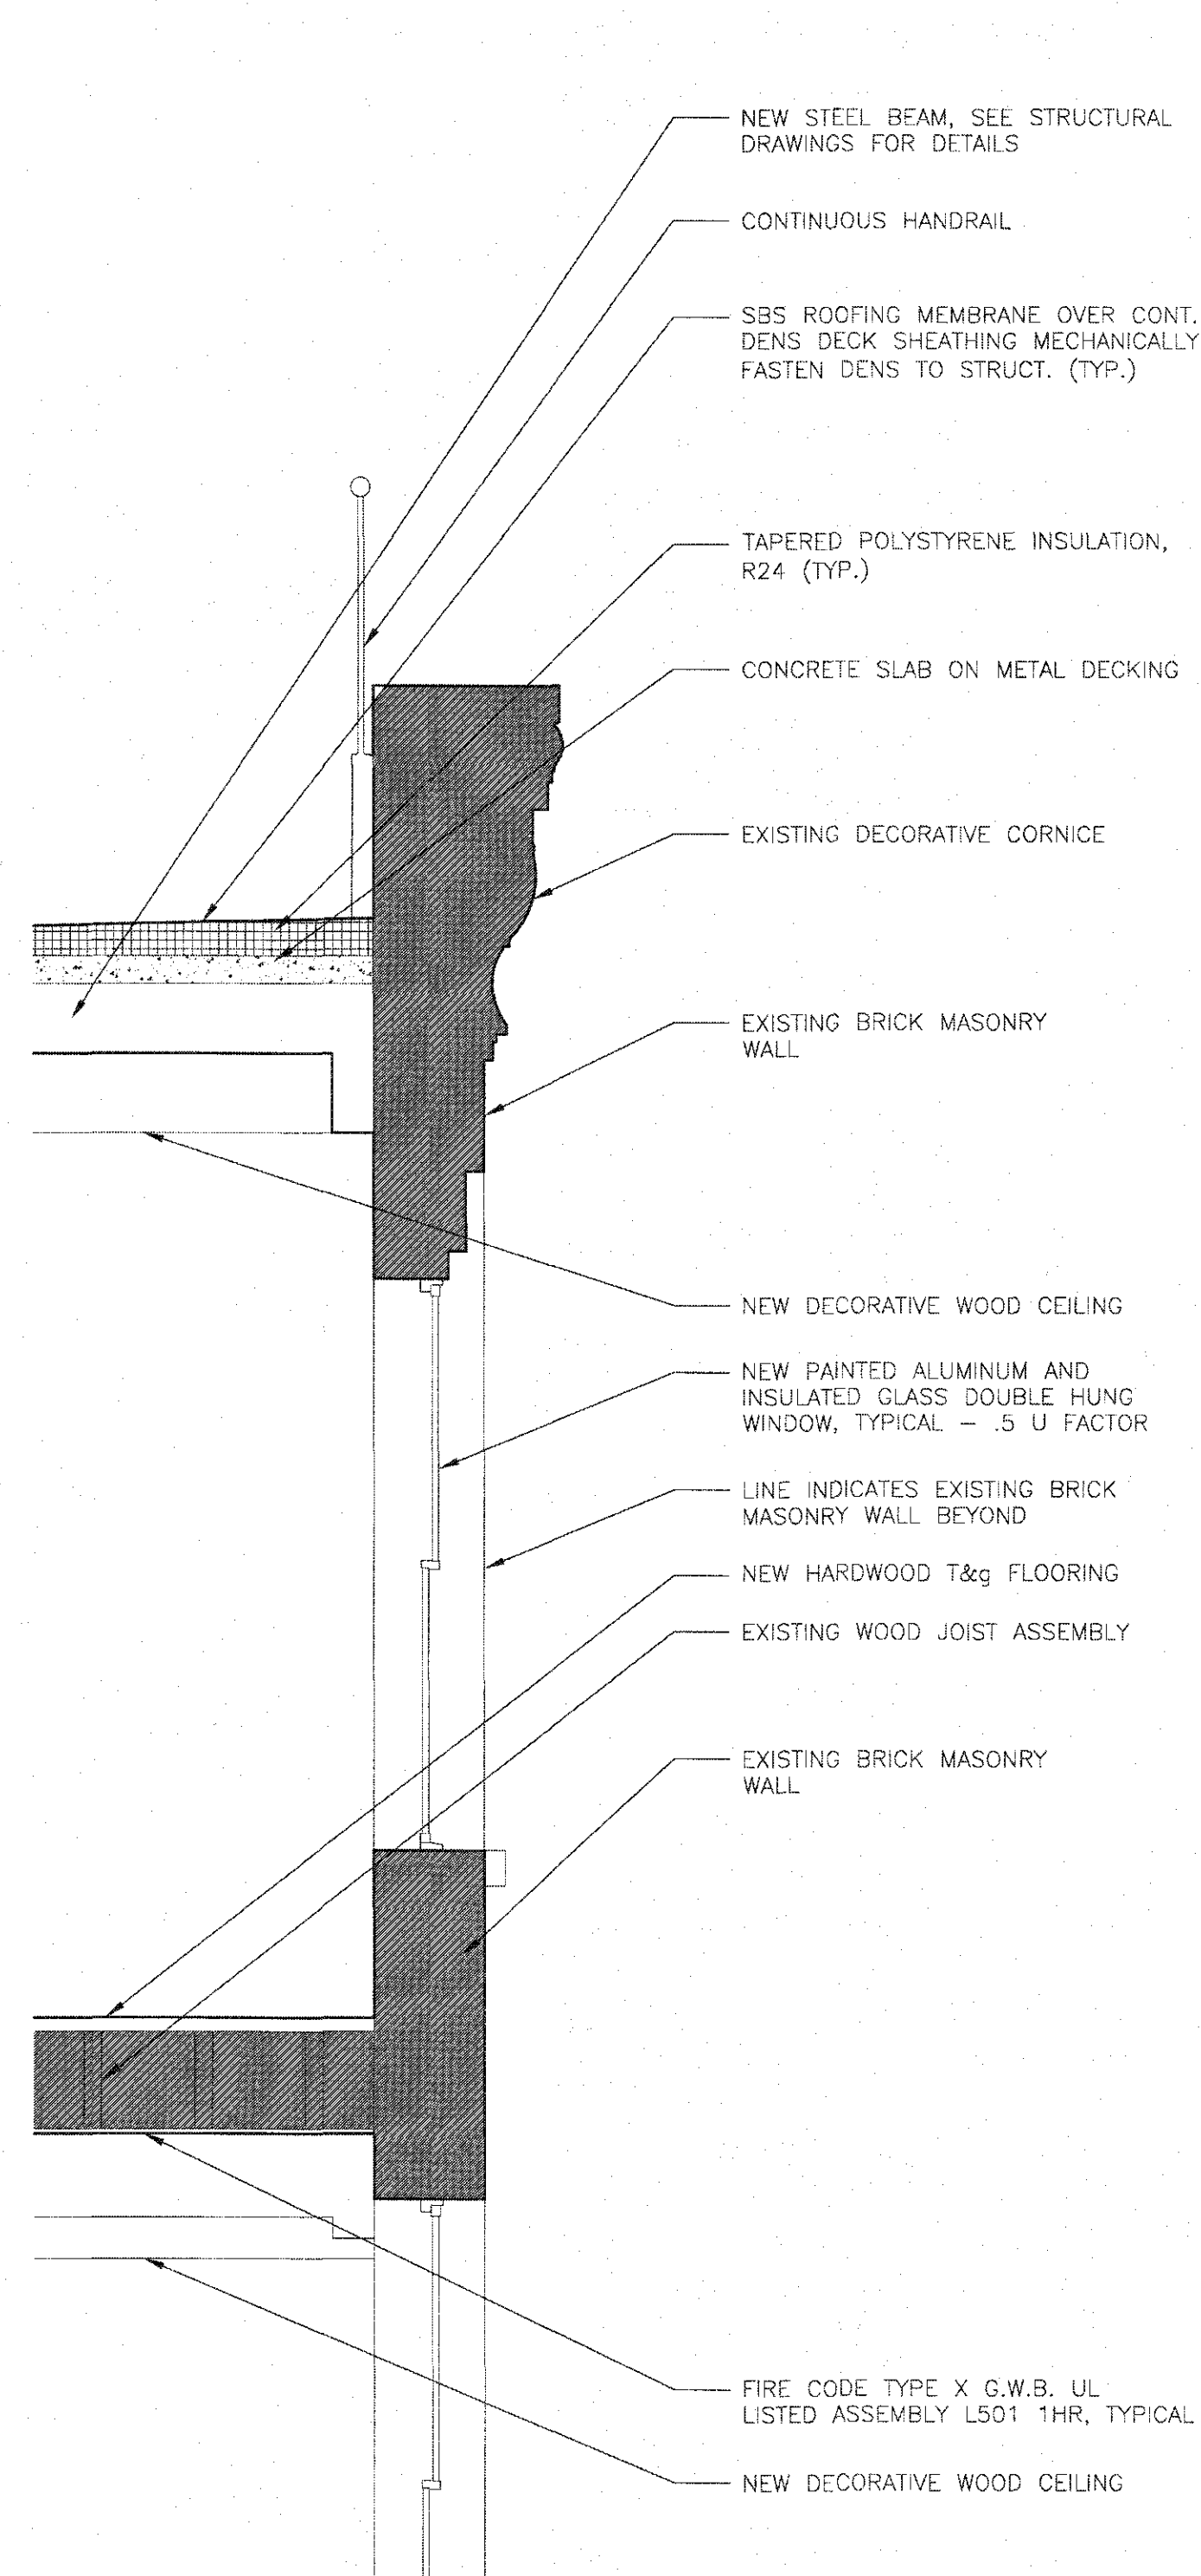 NEW STEEL BEAM, SEE STRUCTURAL
DRAWINGS FOR DETAILS
CONTINUOUS HANDRAIL
SBS ROOFING MEMBRANE OVER CONT.
DENS DECK SHEATHING MECHANICALLY
FASTEN DENS TO STRUCT. (TYP.)
TAPERED POLYSTYRENE INSULATION,
R24 (TYP.)
CONCRETE SLAB ON METAL DECKING
EXISTING DECORATIVE CORNICE
EXISTING BRICK MASONRY
WALL
NEW DECORATIVE WOOD CEILING
NEW PAINTED ALUMINUM AND
INSULATED GLASS DOUBLE HUNG
WINDOW, TYPICAL – .5 U FACTOR
LINE INDICATES EXISTING BRICK
MASONRY WALL BEYOND
NEW HARDWOOD T&g FLOORING
EXISTING WOOD JOIST ASSEMBLY
EXISTING BRICK MASONRY
WALL
FIRE CODE TYPE X G.W.B. UL
LISTED ASSEMBLY L501 1HR, TYPICAL
NEW DECORATIVE WOOD CEILING